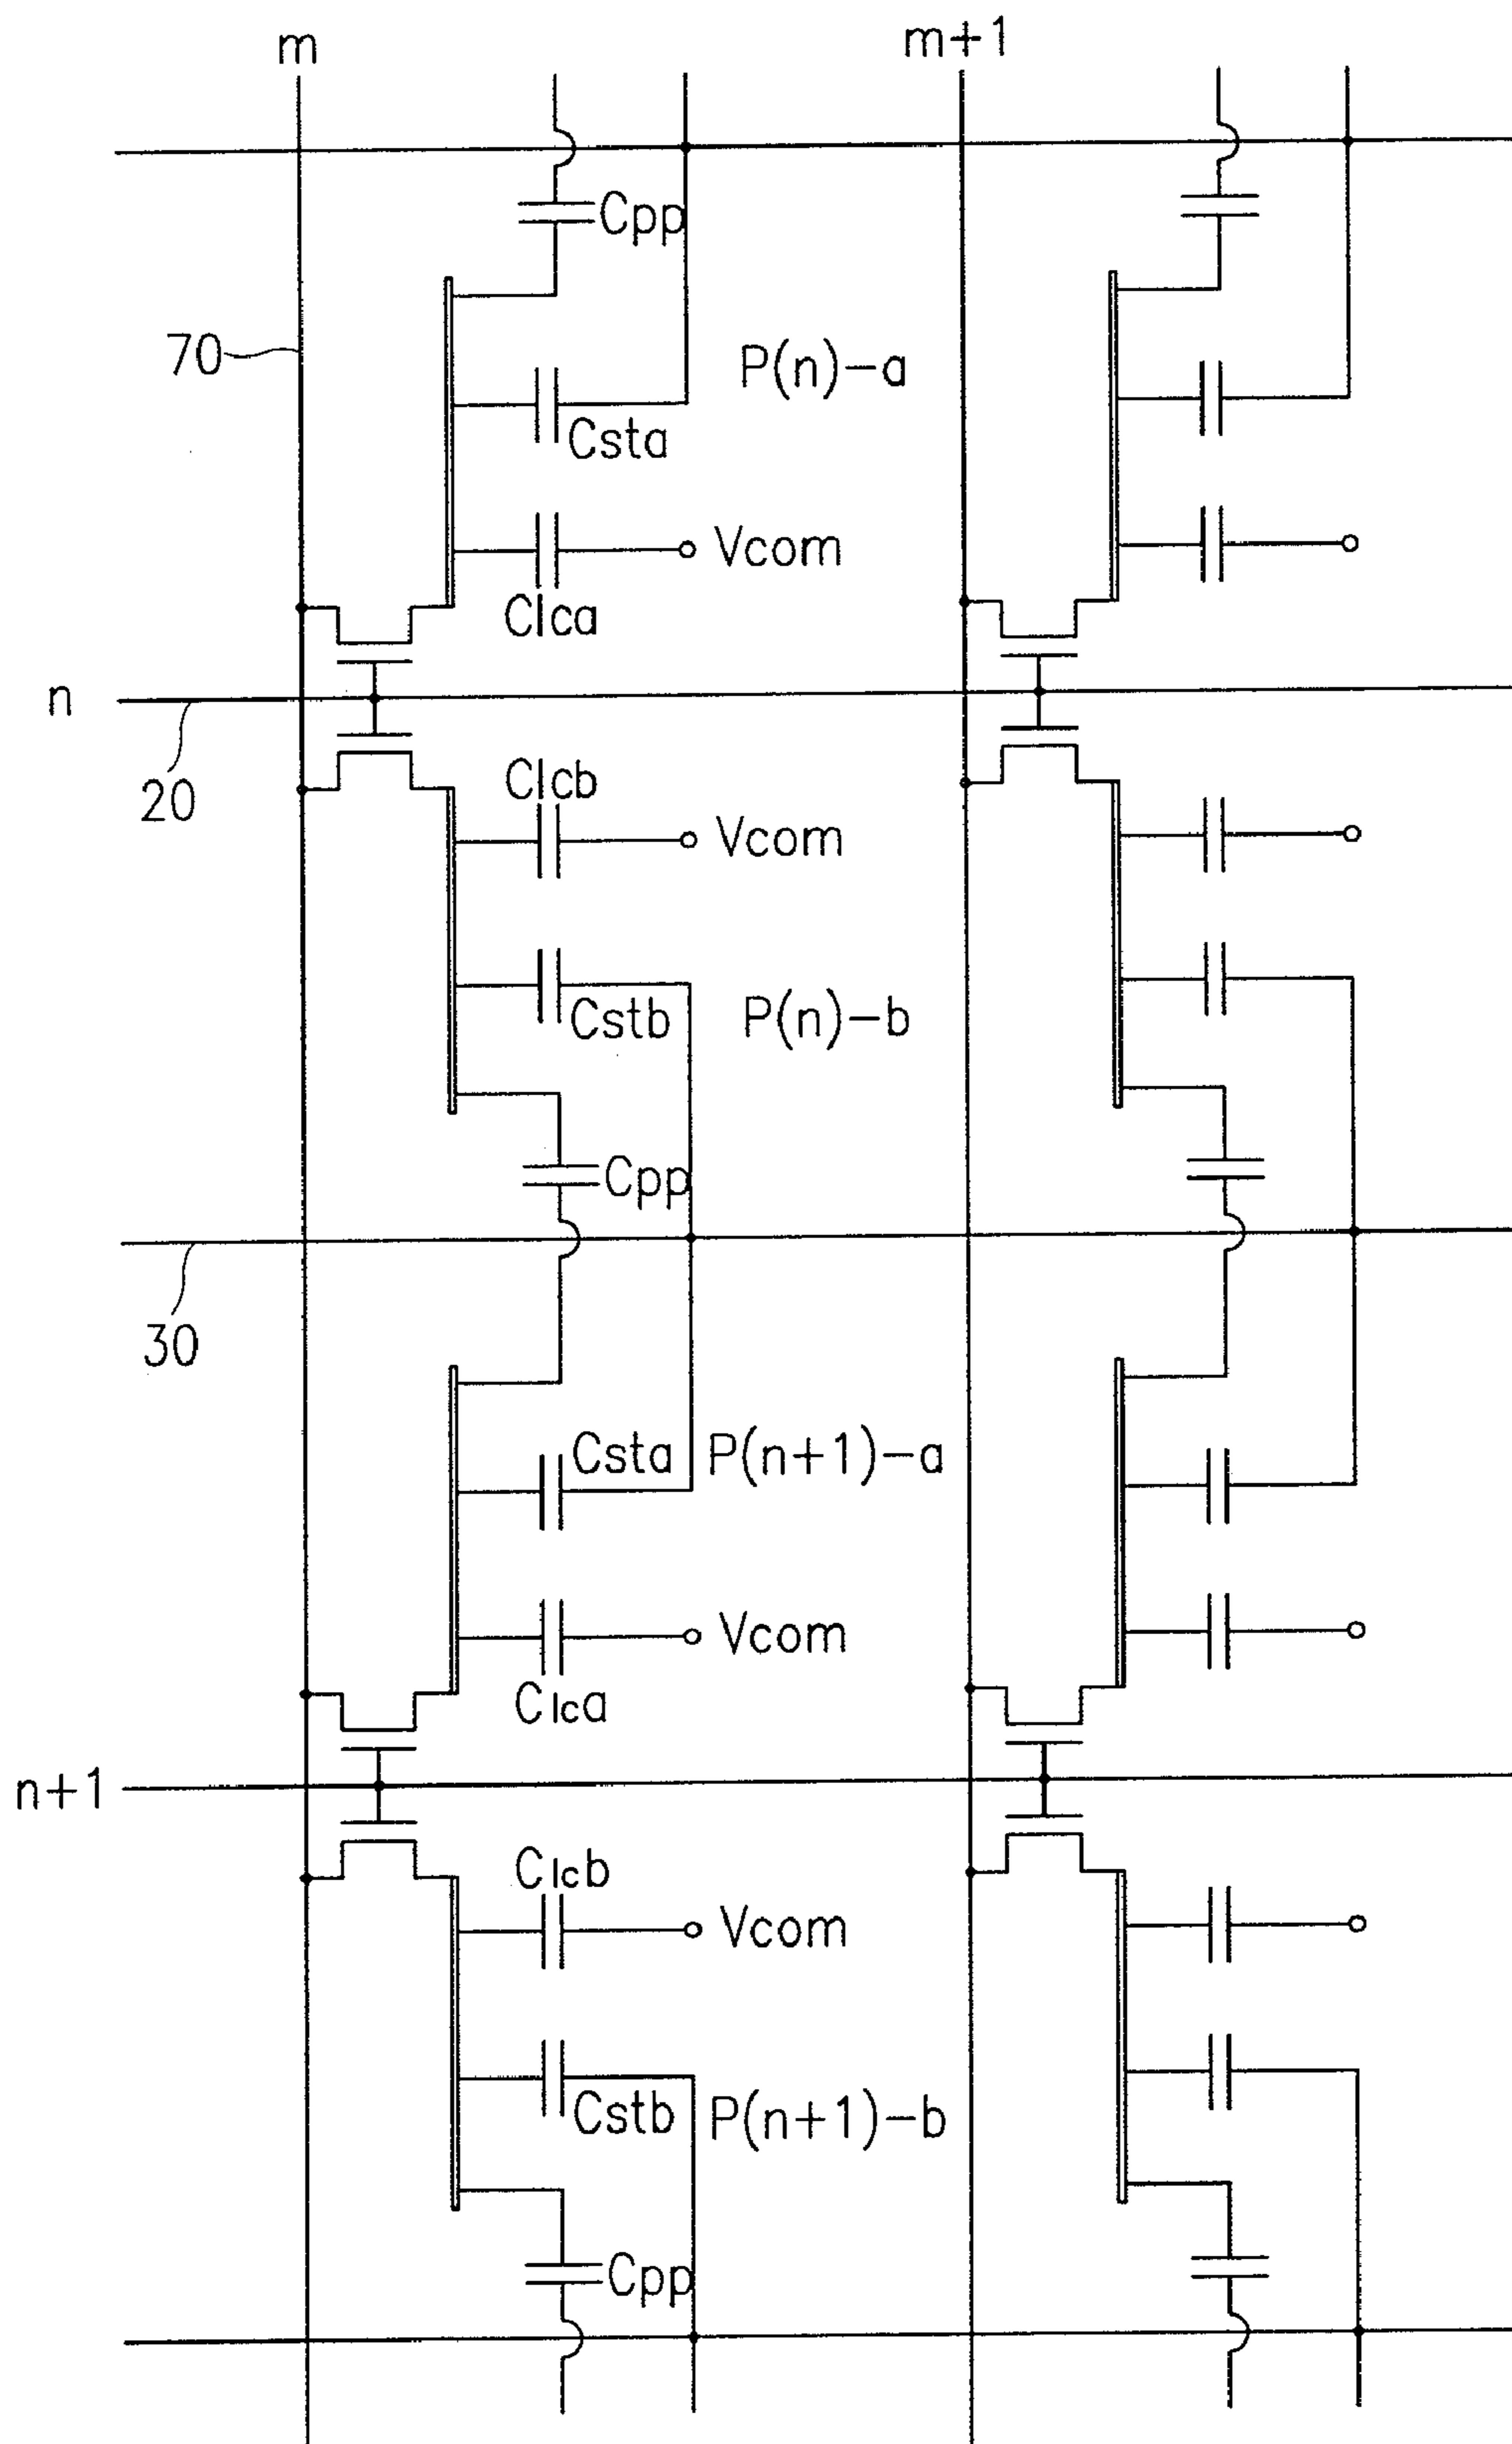 m
m+1
Cpp
70
P(n)-a
Csta
Vcom
Clca
n
20
Clcb
Vcom
Cstb
P(n)-b
Cpp
30
Csta
P(n+1)-a
Vcom
Clca
n+1
Clcb
Vcom
Cstb
P(n+1)-b
Cpp